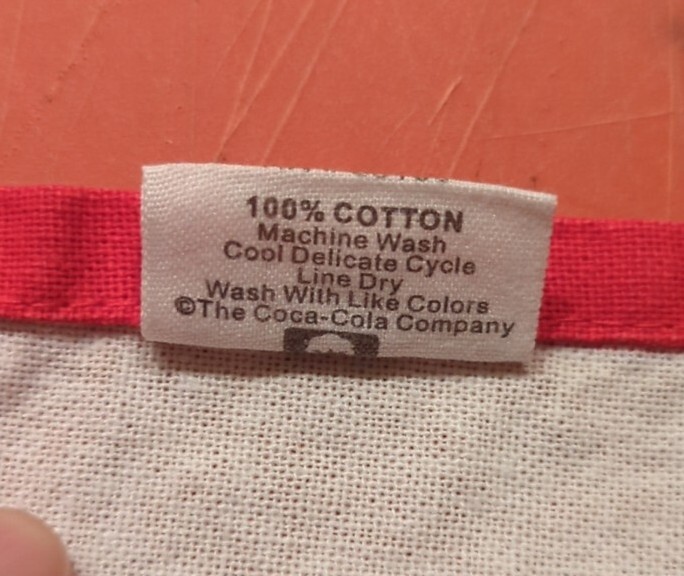 100% COTTON
Machine Wash
Cool Delicate Cycle
Line Dry
Wash With Like Colors
©The Coca-Cola Company